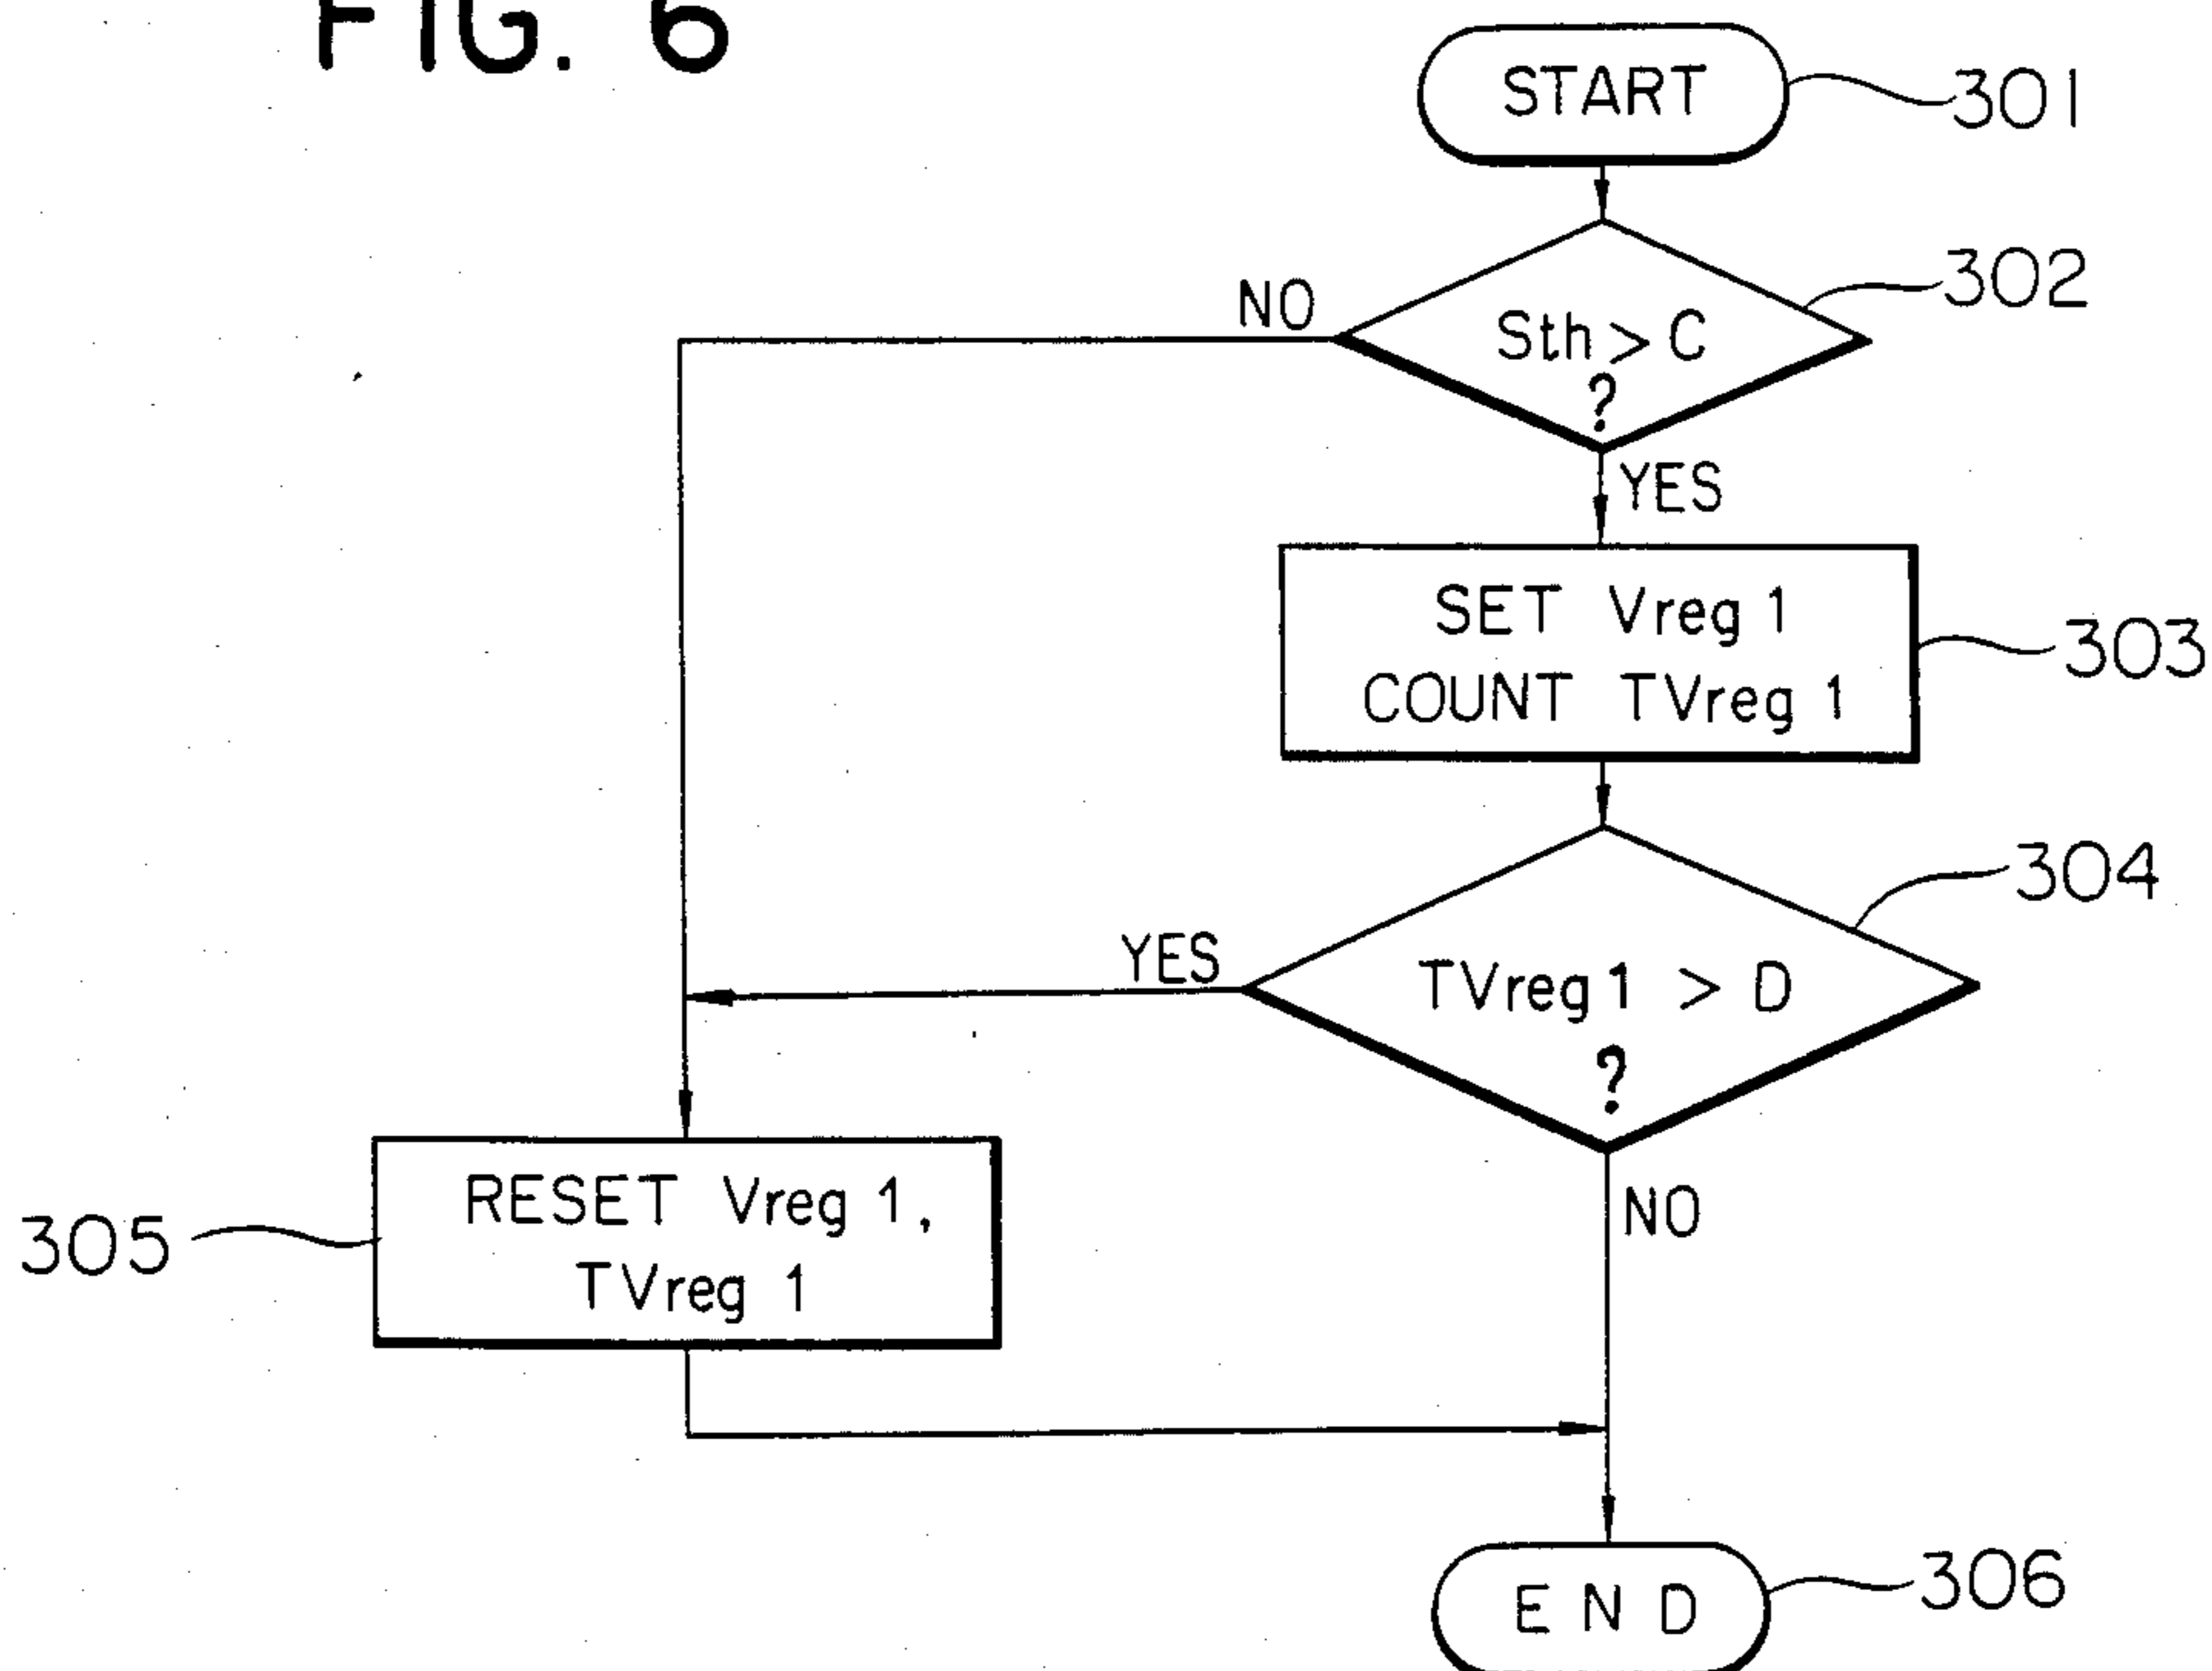 FIG. 6
START
301
302
NO
Sth > C
?
YES
SET Vreg 1
COUNT TVreg 1
303
304
YES
TVreg 1 > D
?
RESET Vreg 1,
TVreg 1
305
NO
END
306